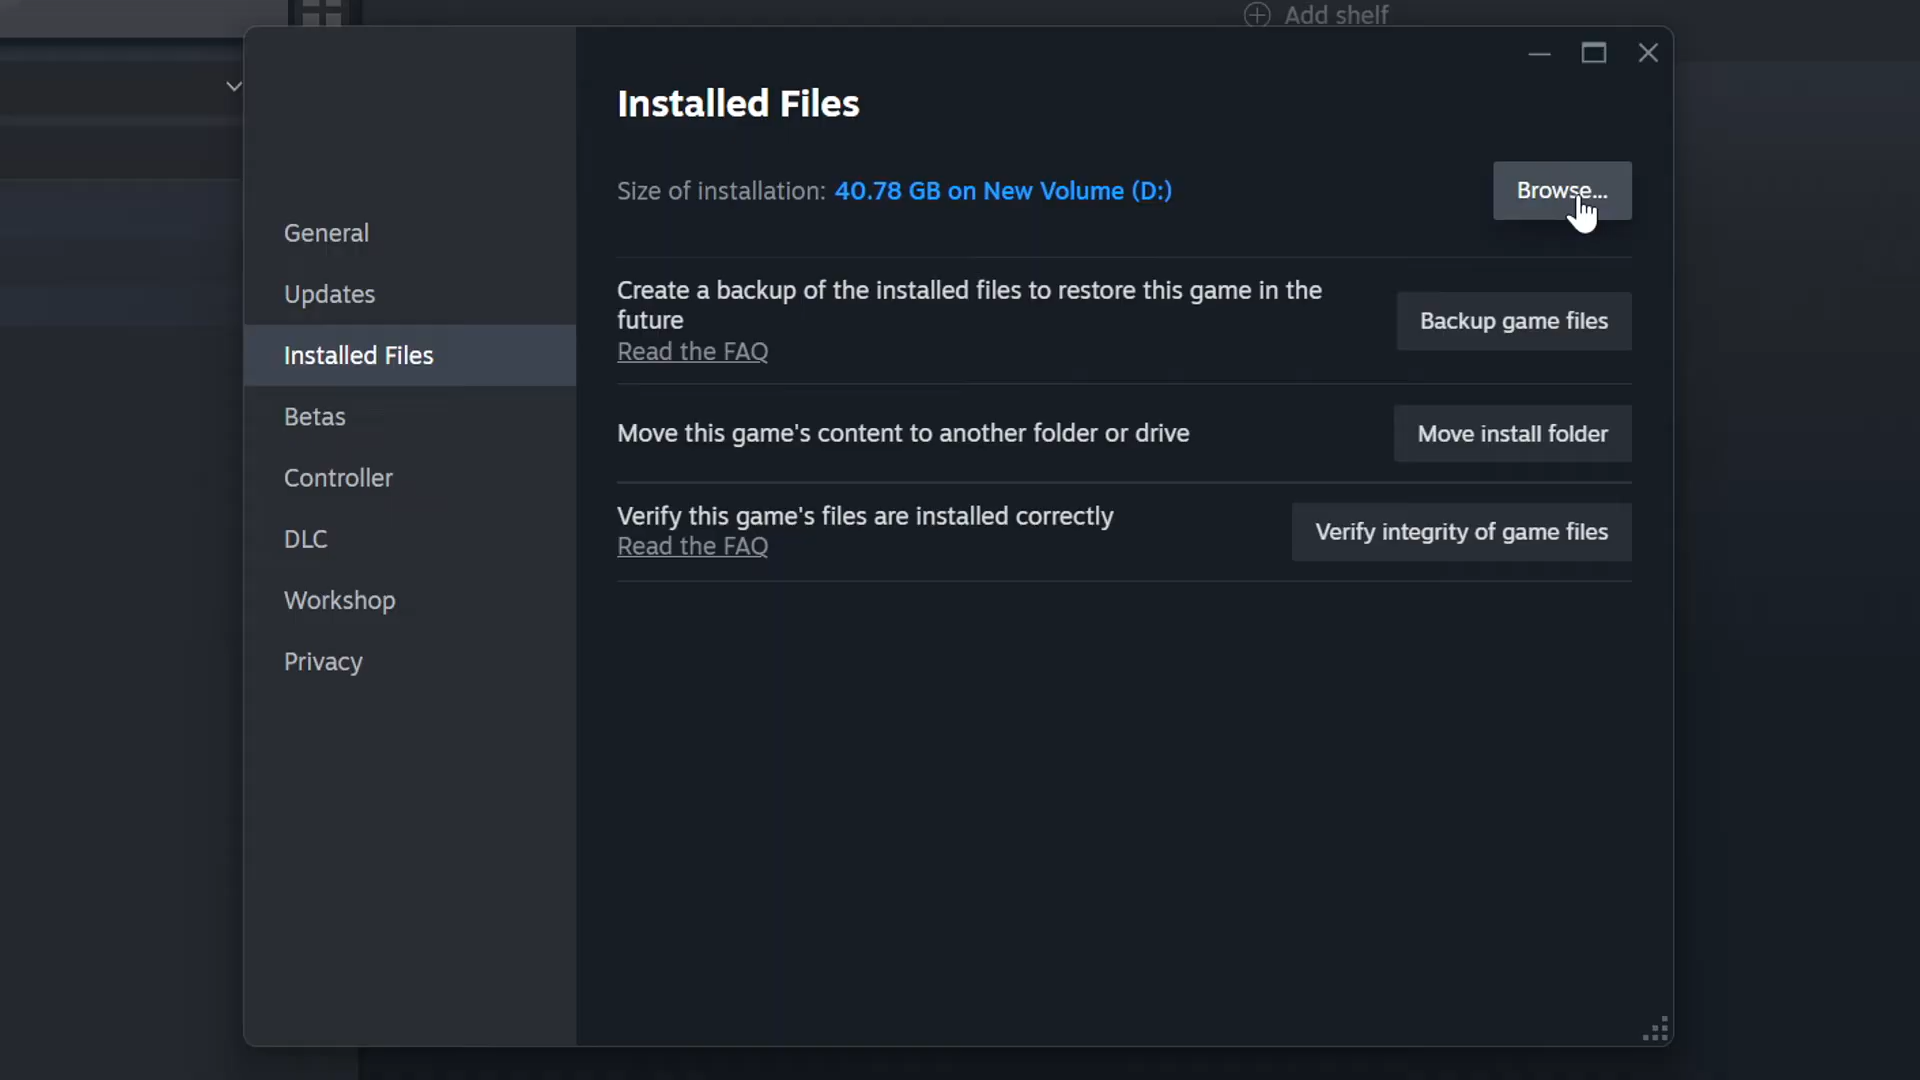 Add shelf
Installed Files
Size of installation: 40.78 GB on New Volume (D:)
Browse...
General
Updates
Installed Files
Betas
Controller
DLC
Workshop
Privacy
Create a backup of the installed files to restore this game in the
future
Read the FAQ
Backup game files
Move this game's content to another folder or drive
Move install folder
Verify this game's files are installed correctly
Read the FAQ
Verify integrity of game files